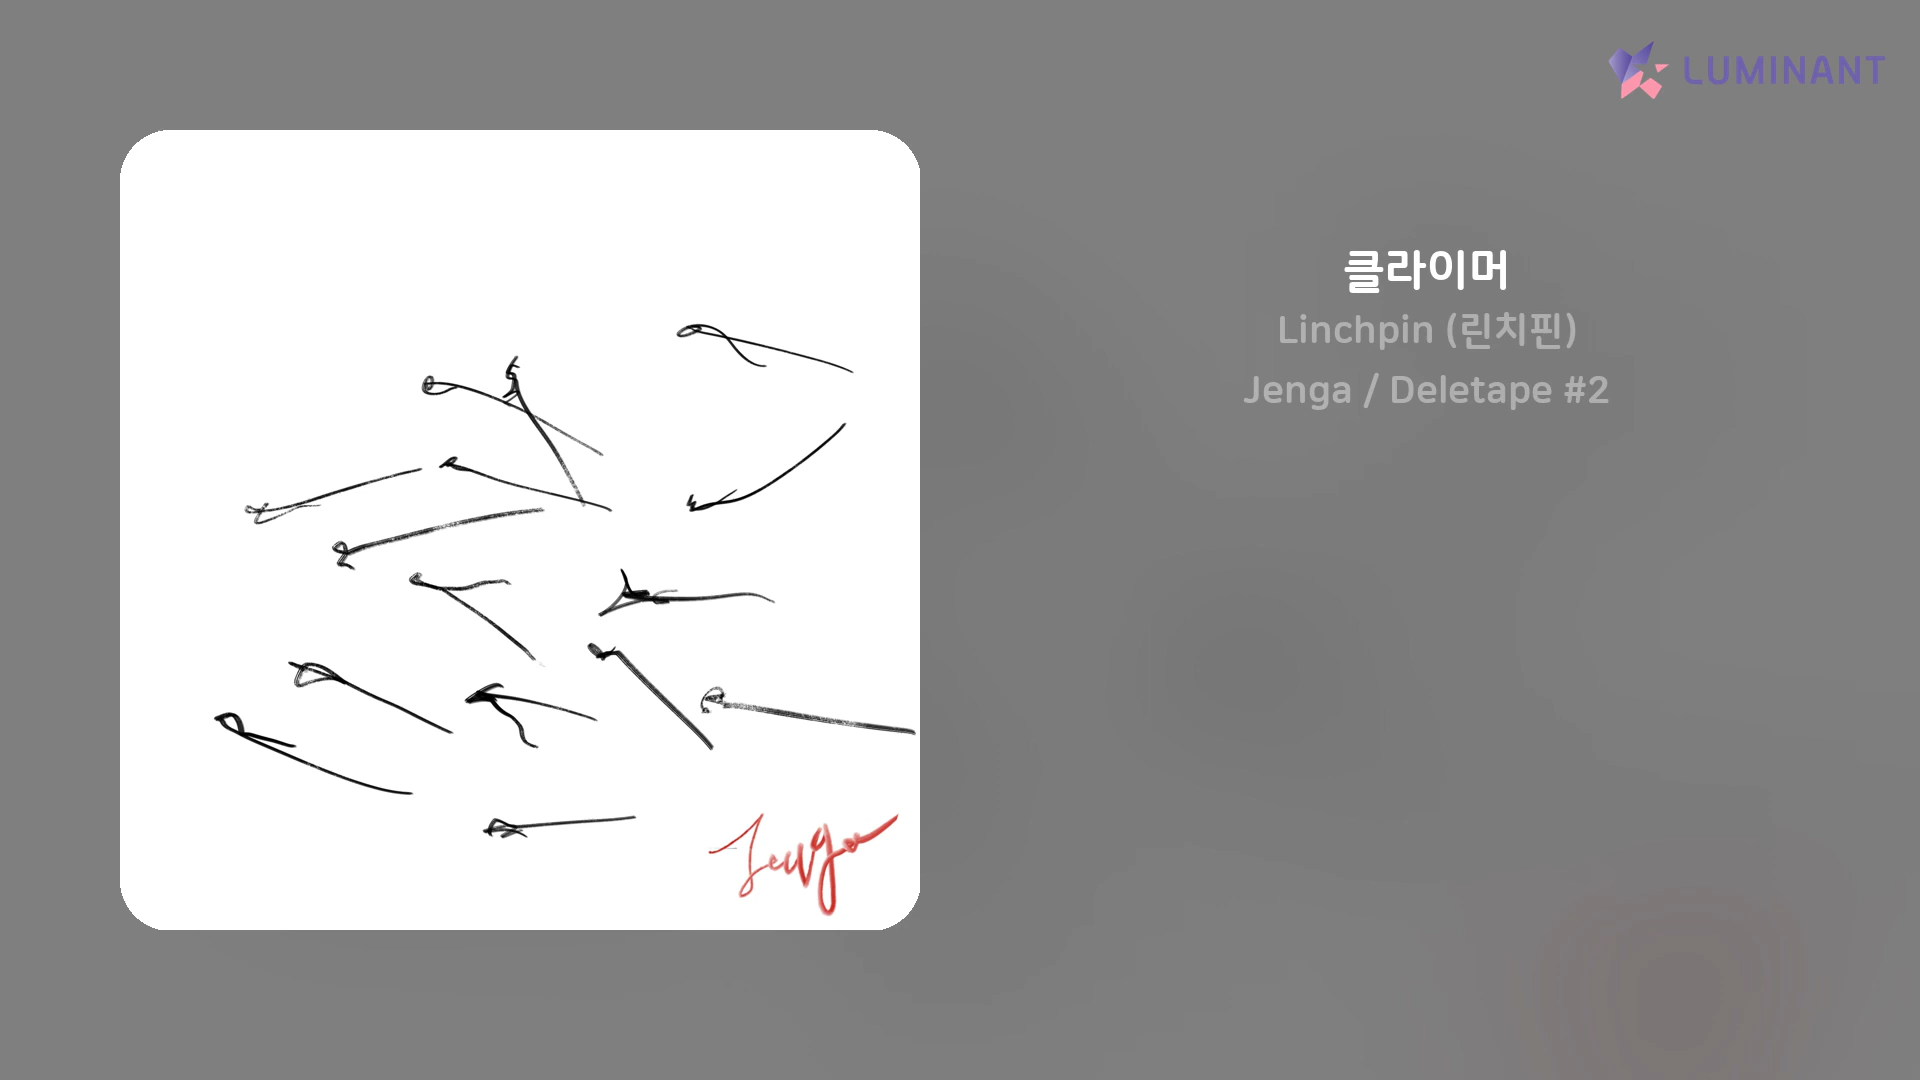 LUMINANT
클라이머
Linchpin (린치핀)
Jenga / Deletape #2
Jenga